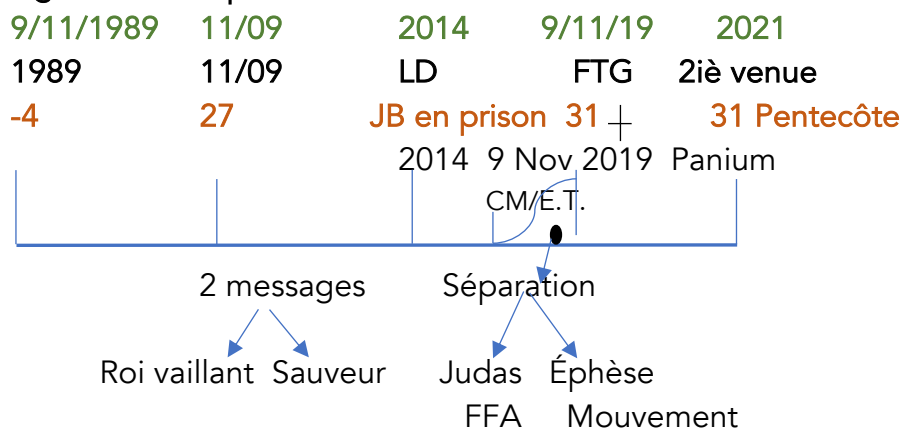 9/11/1989 11/09 2014 9/11/19 2021
1989 11/09 LD FTG 2iè venue
-4 27 JB en prison 31 31 Pentecôte
2014 9 Nov 2019 Panium
CM/E.T.
2 messages Séparation
Roi vaillant Sauveur Judas Éphèse
FFA Mouvement